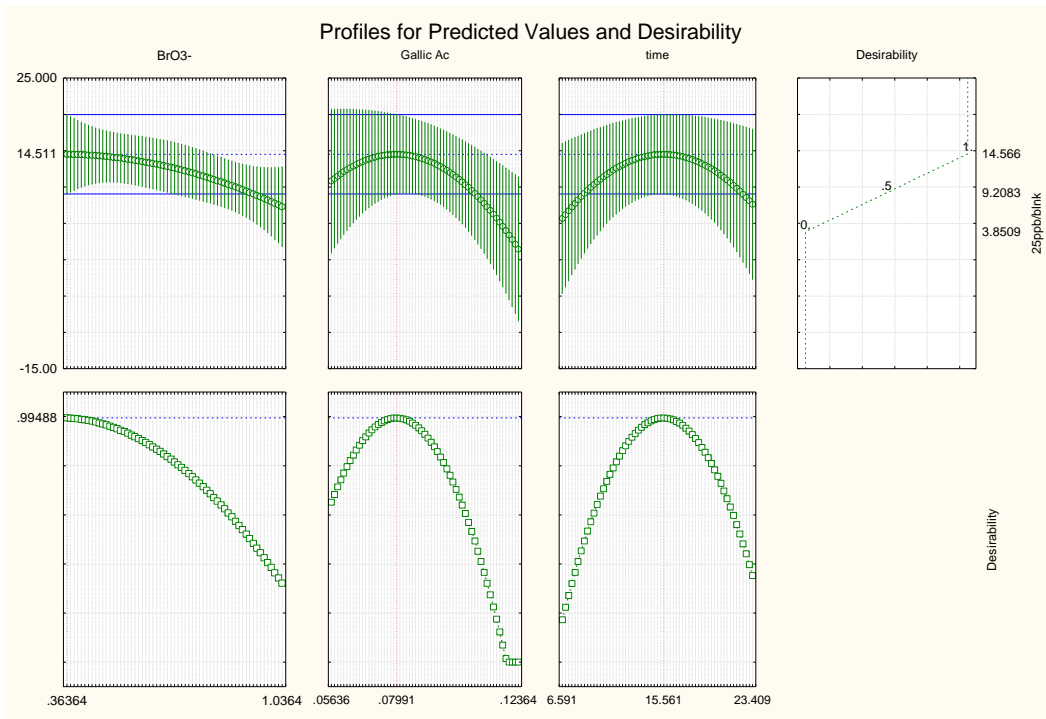 Profiles for Predicted Values and Desirability
BrO3-
Gallic Ac
time
Desirability
25.000
14.511
-15.00
1.
.5
0.
14.566
9.2083
3.8509
25ppb/blnk
.99488
Desirability
.36364 1.0364
.05636 .07991 .12364
6.591 15.561 23.409